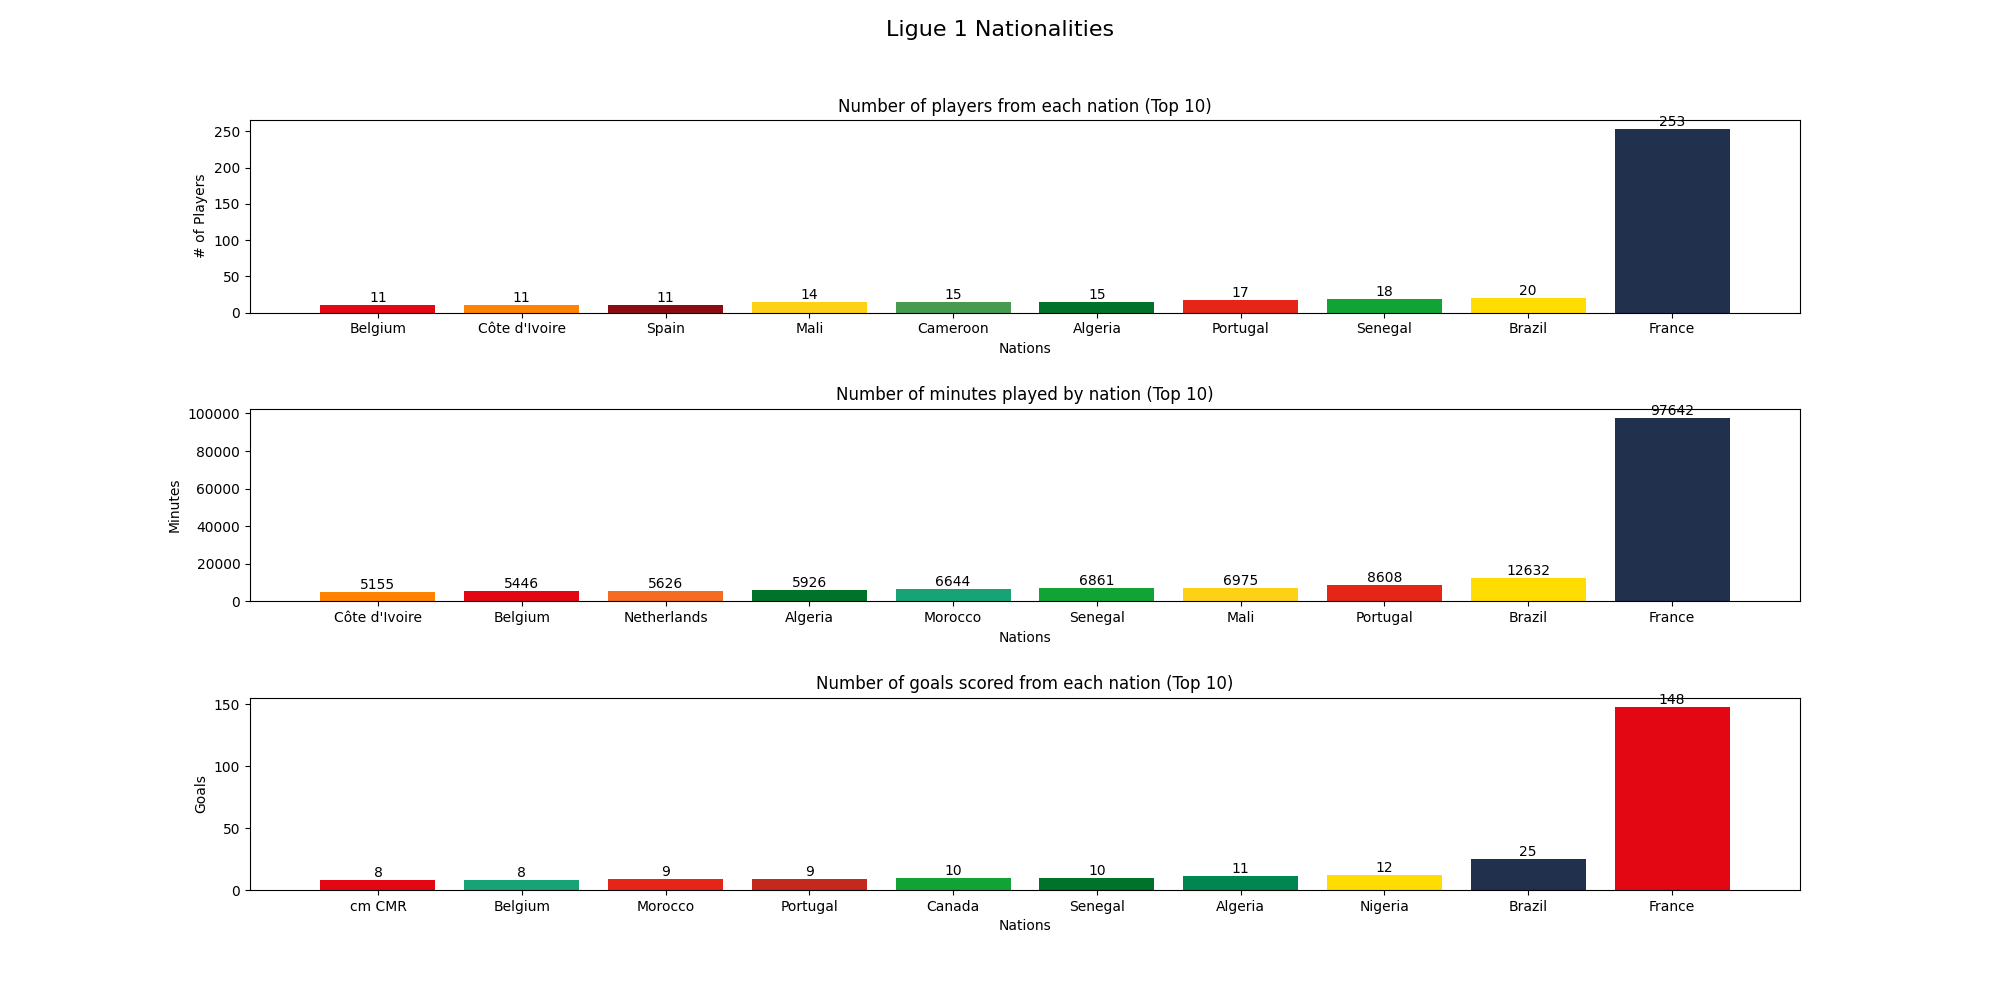 Ligue 1 Nationalities
Number of players from each nation (Top 10)
# of Players
250
200
150
100
50
0
11
11
11
14
15
15
17
18
20
253
Belgium
Côte d'Ivoire
Spain
Mali
Cameroon
Algeria
Portugal
Senegal
Brazil
France
Nations
Number of minutes played by nation (Top 10)
Minutes
100000
80000
60000
40000
20000
0
5155
5446
5626
5926
6644
6861
6975
8608
12632
97642
Côte d'Ivoire
Belgium
Netherlands
Algeria
Morocco
Senegal
Mali
Portugal
Brazil
France
Nations
Number of goals scored from each nation (Top 10)
Goals
150
100
50
0
8
8
9
9
10
10
11
12
25
148
cm CMR
Belgium
Morocco
Portugal
Canada
Senegal
Algeria
Nigeria
Brazil
France
Nations